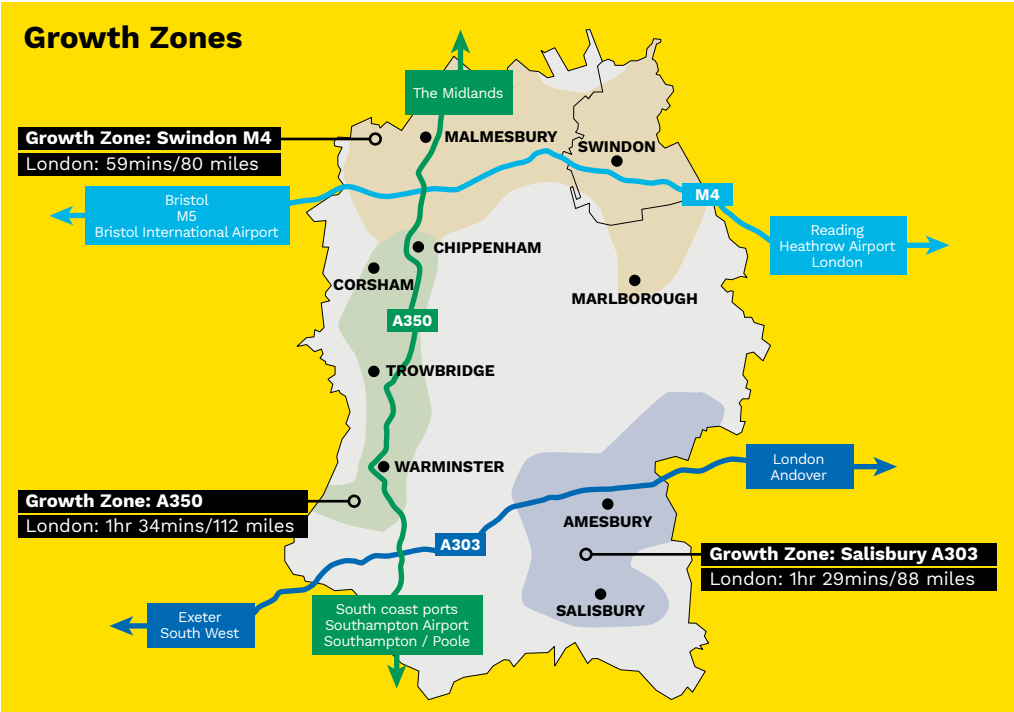 Growth Zones
The Midlands
Growth Zone: Swindon M4
London: 59mins/80 miles
MALMESBURY
SWINDON
M4
Bristol
M5
Bristol International Airport
Reading
Heathrow Airport
London
CHIPPENHAM
CORSHAM
MARLBOROUGH
A350
TROWBRIDGE
WARMINSTER
London
Andover
Growth Zone: A350
London: 1hr 34mins/112 miles
AMESBURY
A303
Growth Zone: Salisbury A303
London: 1hr 29mins/88 miles
SALISBURY
Exeter
South West
South coast ports
Southampton Airport
Southampton / Poole